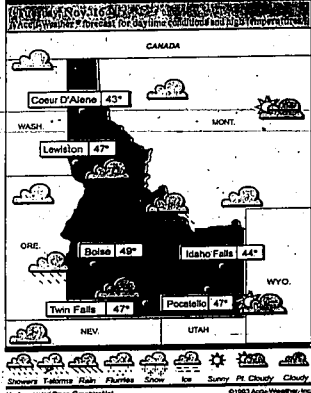 AccuWeather® forecast for daytime conditions and high temperatures
CANADA
Coeur D'Alene 43°
WASH.
MONT.
Lewiston 47°
ORE.
Boise 49°
Idaho Falls 44°
WYO.
Twin Falls 47°
Pocatello 47°
NEV.
UTAH
Showers T-storms Rain Flurries Snow Ice Sunny Pt. Cloudy Cloudy
©1993 Accu-Weather, Inc.